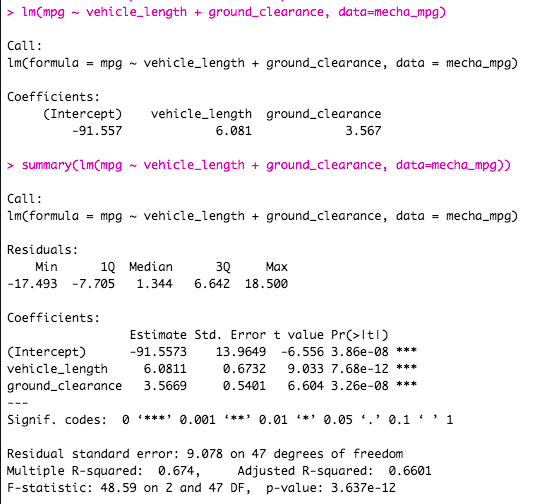 > lm(mpg ~ vehicle_length + ground_clearance, data=mecha_mpg)
Call:
lm(formula = mpg ~ vehicle_length + ground_clearance, data = mecha_mpg)
Coefficients:
(Intercept) vehicle_length ground_clearance
-91.557 6.081 3.567
> summary(lm(mpg ~ vehicle_length + ground_clearance, data=mecha_mpg))
Call:
lm(formula = mpg ~ vehicle_length + ground_clearance, data = mecha_mpg)
Residuals:
Min 1Q Median 3Q Max
-17.493 -7.705 1.344 6.642 18.500
Coefficients:
Estimate Std. Error t value Pr(>|t|)
(Intercept) -91.5573 13.9649 -6.556 3.86e-08 ***
vehicle_length 6.0811 0.6732 9.033 7.68e-12 ***
ground_clearance 3.5669 0.5401 6.604 3.26e-08 ***
---
Signif. codes: 0 ‘***’ 0.001 ‘**’ 0.01 ‘*’ 0.05 ‘.’ 0.1 ‘ ’ 1
Residual standard error: 9.078 on 47 degrees of freedom
Multiple R-squared: 0.674, Adjusted R-squared: 0.6601
F-statistic: 48.59 on 2 and 47 DF, p-value: 3.637e-12